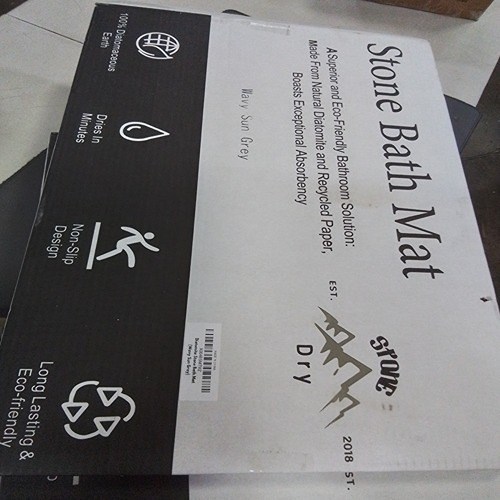 Stone Bath Mat
A Superior and Eco-Friendly Bathroom Solution:
Made From Natural Diatomite and Recycled Paper,
Boasts Exceptional Absorbency
Wavy Sun Grey
STONE
Dry
EST.
2018
ST.
100% Diatomaceous
Earth
Dries In
Minutes
Non-Slip
Design
Long Lasting &
Eco-friendly